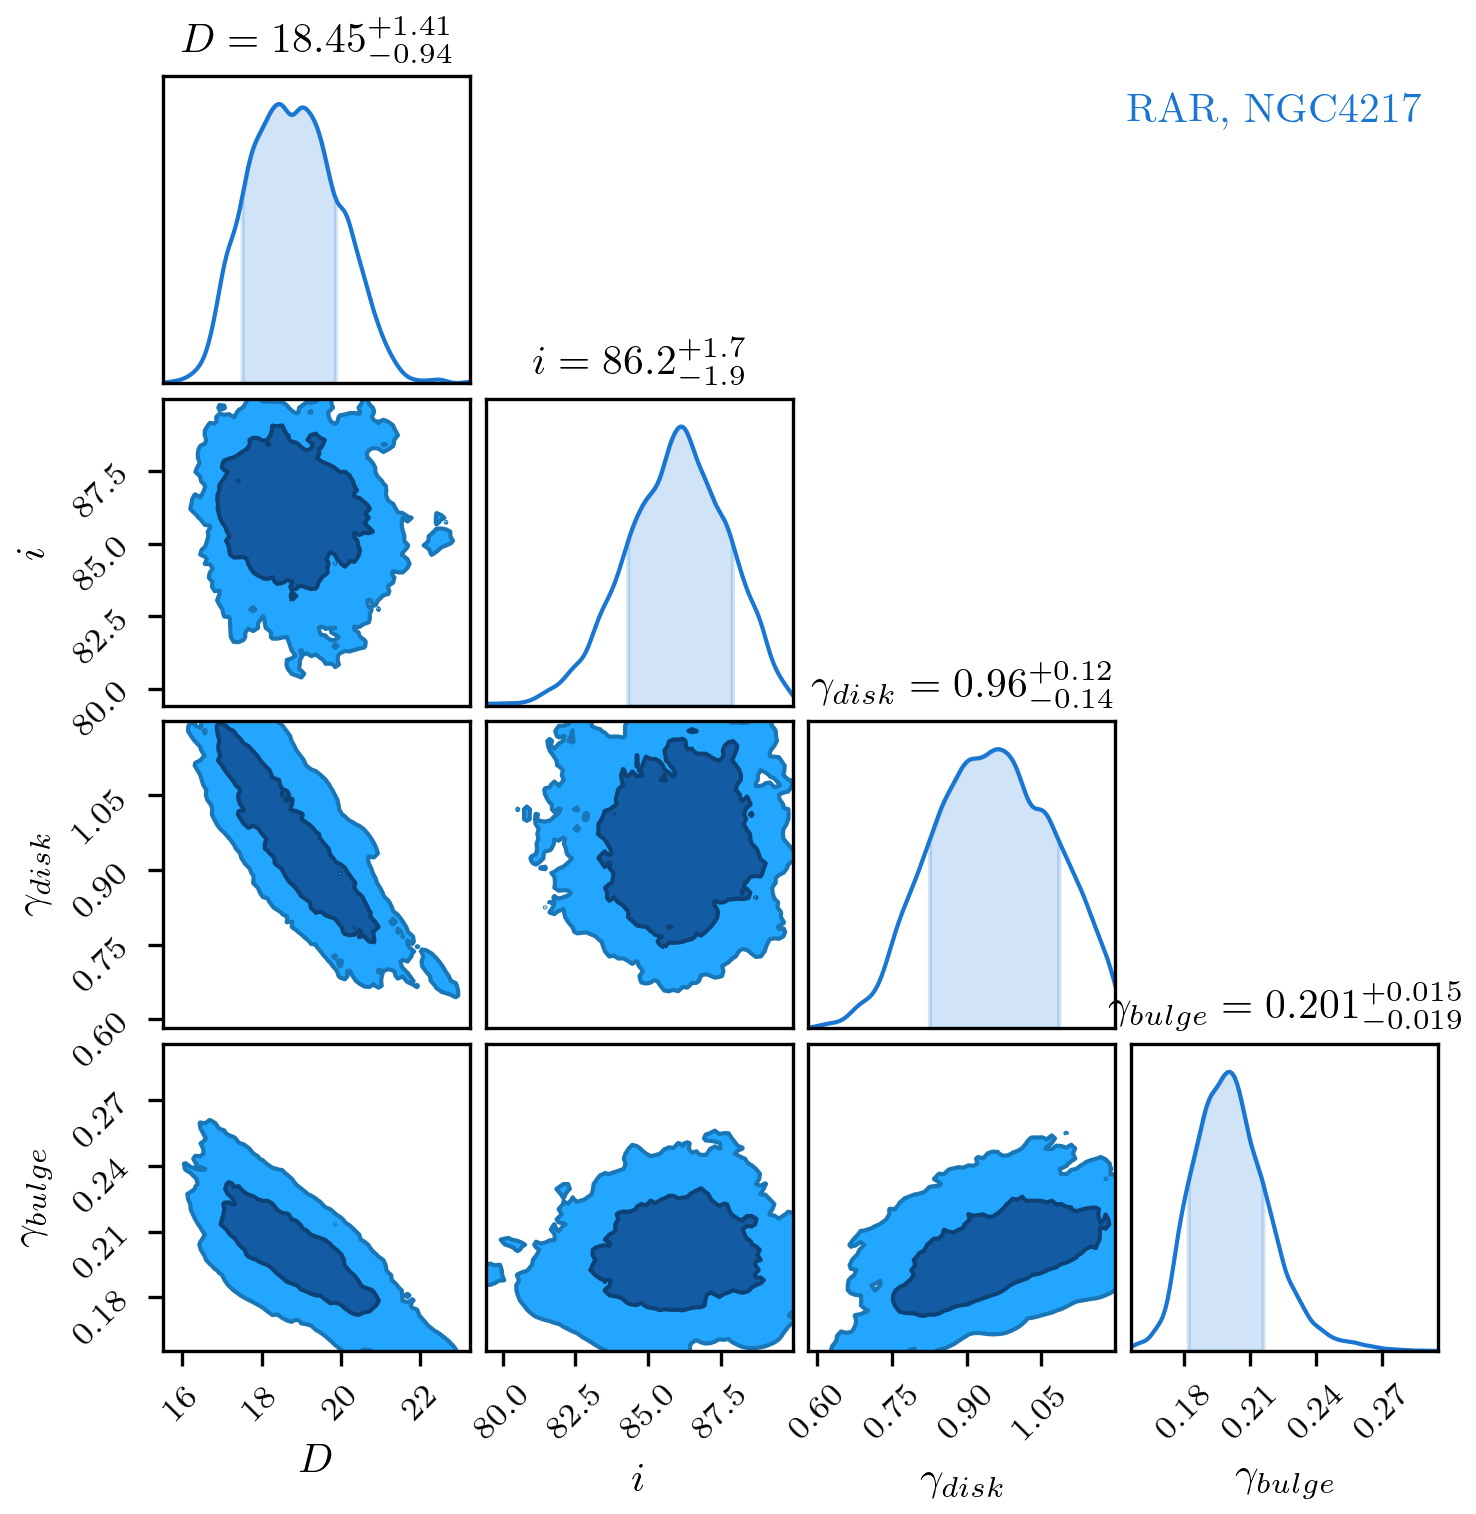 D = 18.45^{+1.41}_{-0.94}
RAR, NGC4217
i = 86.2^{+1.7}_{-1.9}
87.5
85.0
82.5
80.0
i
γ_{disk} = 0.96^{+0.12}_{-0.14}
1.05
0.90
0.75
0.60
γ_{disk}
γ_{bulge} = 0.201^{+0.015}_{-0.019}
0.27
0.24
0.21
0.18
γ_{bulge}
16 18 20 22 80.0 82.5 85.0 87.5 0.60 0.75 0.90 1.05 0.18 0.21 0.24 0.27
D i γ_{disk} γ_{bulge}